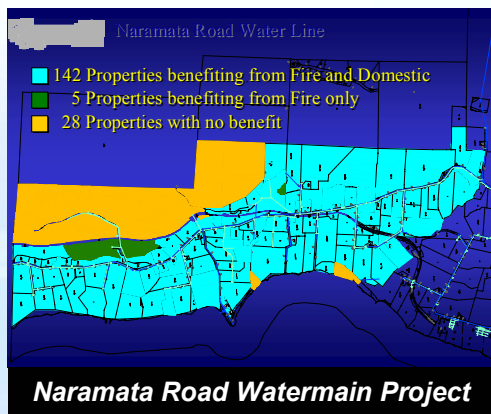 Naramata Road Water Line
142 Properties benefiting from Fire and Domestic
5 Properties benefiting from Fire only
28 Properties with no benefit
Naramata Road Watermain Project